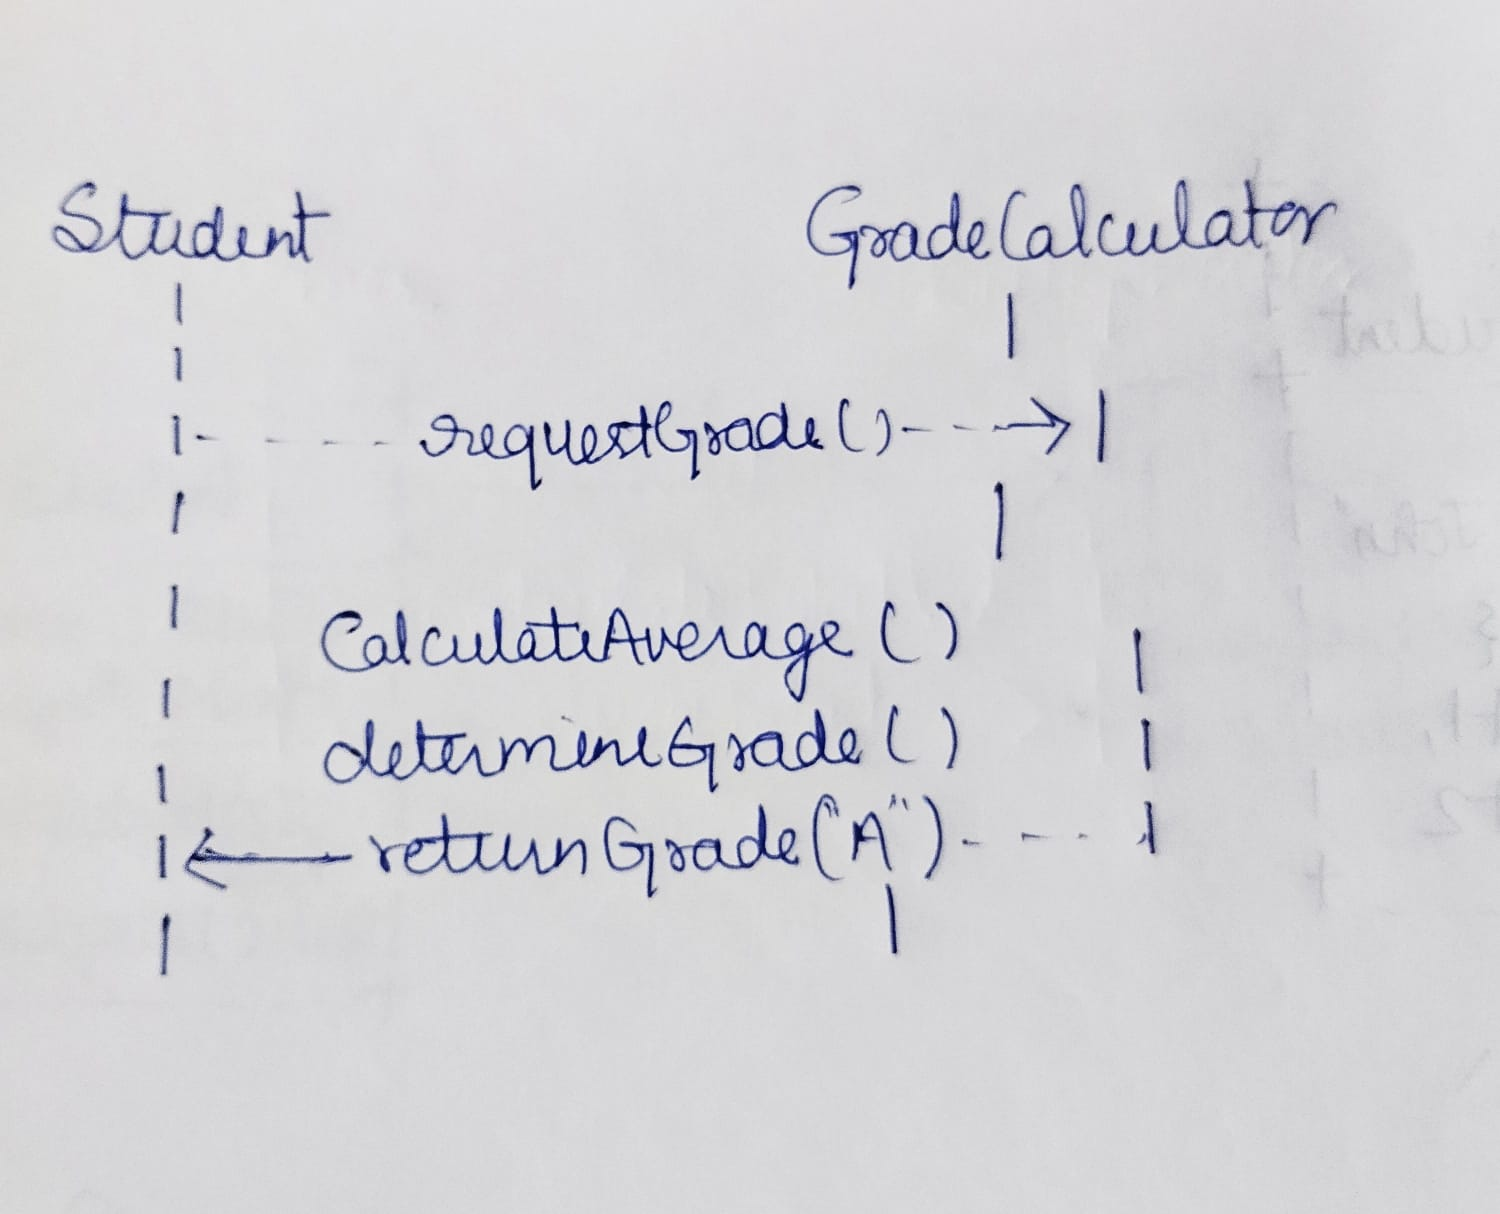 Student GradeCalculator
requestGrade()
CalculateAverage()
determineGrade()
returnGrade("A")